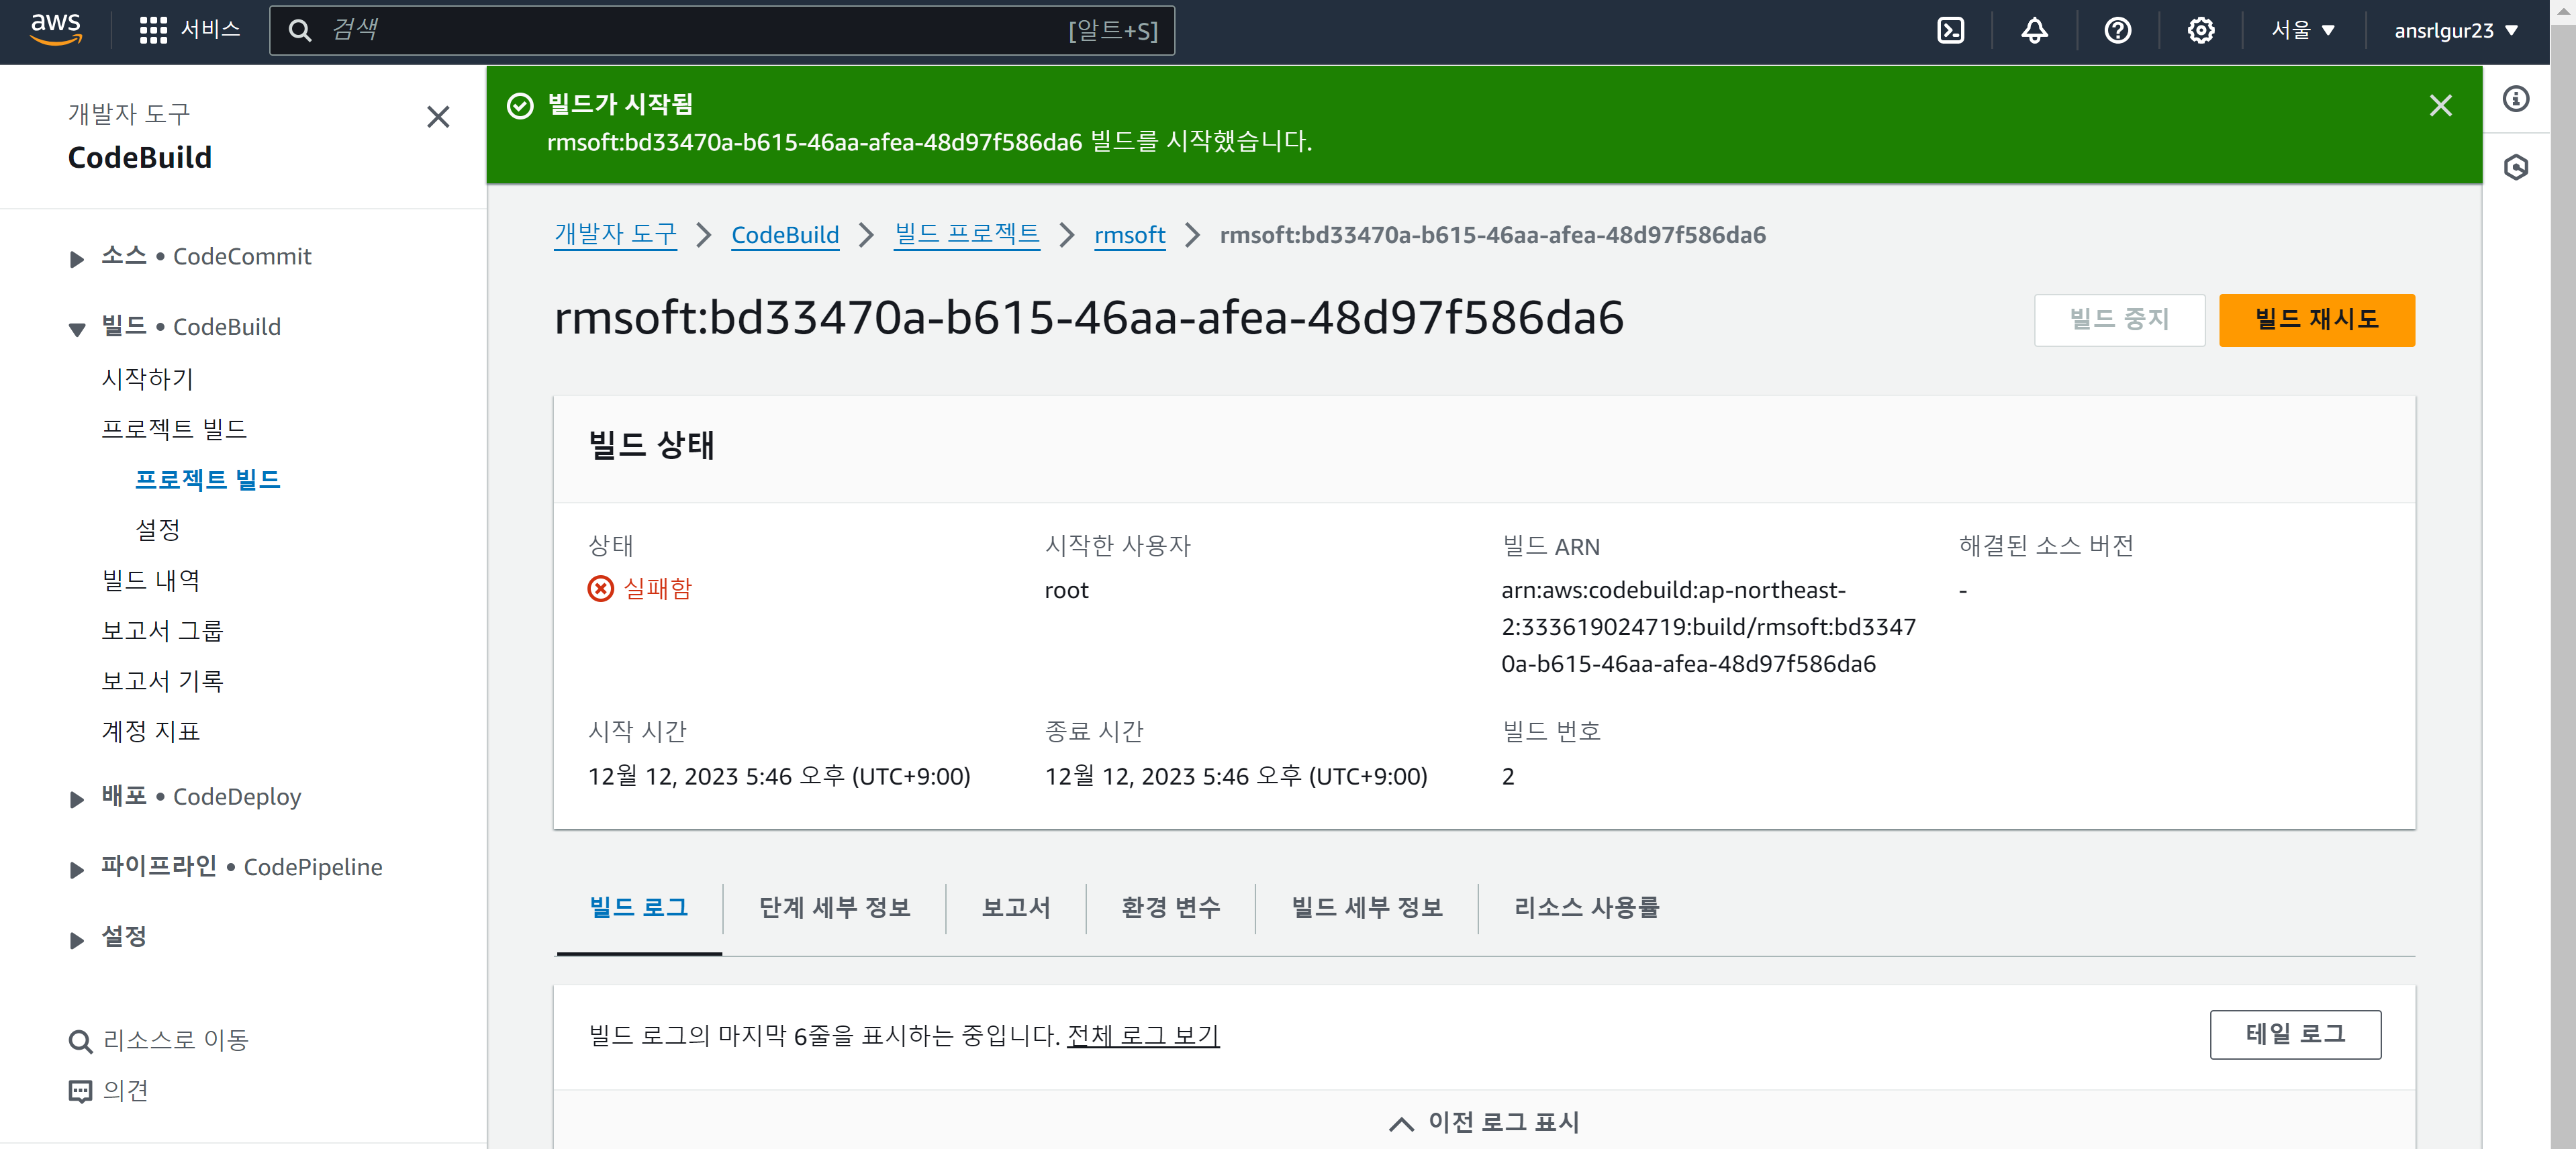 aws
서비스
검색
[알트+S]
서울
ansrlgur23
개발자 도구
CodeBuild
소스 • CodeCommit
빌드 • CodeBuild
시작하기
프로젝트 빌드
프로젝트 빌드
설정
빌드 내역
보고서 그룹
보고서 기록
계정 지표
배포 • CodeDeploy
파이프라인 • CodePipeline
설정
리소스로 이동
의견
빌드가 시작됨
rmsoft:bd33470a-b615-46aa-afea-48d97f586da6 빌드를 시작했습니다.
개발자 도구 > CodeBuild > 빌드 프로젝트 > rmsoft > rmsoft:bd33470a-b615-46aa-afea-48d97f586da6
rmsoft:bd33470a-b615-46aa-afea-48d97f586da6
빌드 중지
빌드 재시도
빌드 상태
상태
실패함
시작한 사용자
root
빌드 ARN
arn:aws:codebuild:ap-northeast-
2:333619024719:build/rmsoft:bd3347
0a-b615-46aa-afea-48d97f586da6
해결된 소스 버전
-
시작 시간
12월 12, 2023 5:46 오후 (UTC+9:00)
종료 시간
12월 12, 2023 5:46 오후 (UTC+9:00)
빌드 번호
2
빌드 로그
단계 세부 정보
보고서
환경 변수
빌드 세부 정보
리소스 사용률
빌드 로그의 마지막 6줄을 표시하는 중입니다. 전체 로그 보기
테일 로그
이전 로그 표시